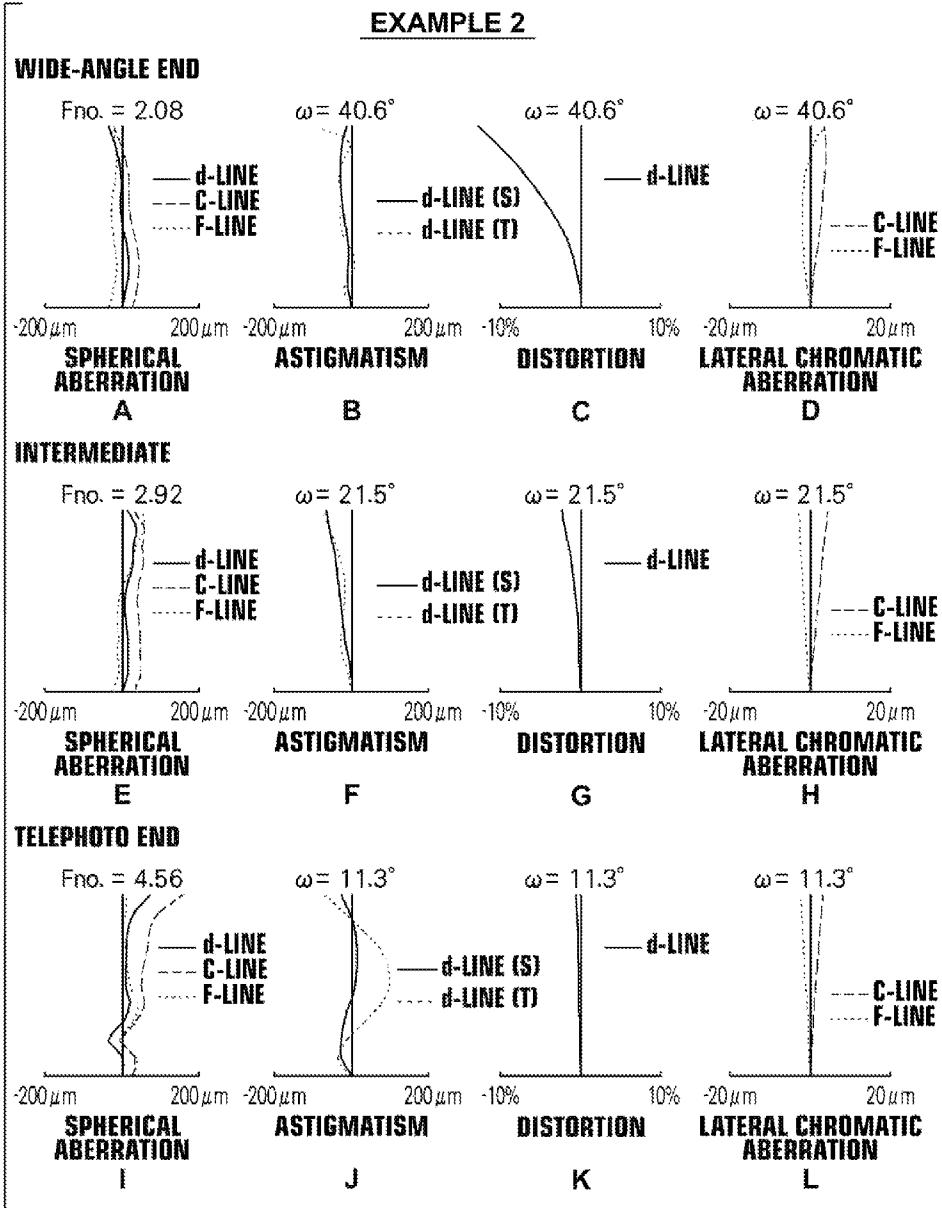 EXAMPLE 2
WIDE-ANGLE END
Fno. = 2.08
ω = 40.6°
ω = 40.6°
ω = 40.6°
d-LINE
C-LINE
F-LINE
d-LINE (S)
d-LINE (T)
d-LINE
C-LINE
F-LINE
-200μm 200μm
-200μm 200μm
-10% 10%
-20μm 20μm
SPHERICAL ABERRATION
ASTIGMATISM
DISTORTION
LATERAL CHROMATIC ABERRATION
A B C D
INTERMEDIATE
Fno. = 2.92
ω = 21.5°
ω = 21.5°
ω = 21.5°
d-LINE
C-LINE
F-LINE
d-LINE (S)
d-LINE (T)
d-LINE
C-LINE
F-LINE
-200μm 200μm
-200μm 200μm
-10% 10%
-20μm 20μm
SPHERICAL ABERRATION
ASTIGMATISM
DISTORTION
LATERAL CHROMATIC ABERRATION
E F G H
TELEPHOTO END
Fno. = 4.56
ω = 11.3°
ω = 11.3°
ω = 11.3°
d-LINE
C-LINE
F-LINE
d-LINE (S)
d-LINE (T)
d-LINE
C-LINE
F-LINE
-200μm 200μm
-200μm 200μm
-10% 10%
-20μm 20μm
SPHERICAL ABERRATION
ASTIGMATISM
DISTORTION
LATERAL CHROMATIC ABERRATION
I J K L